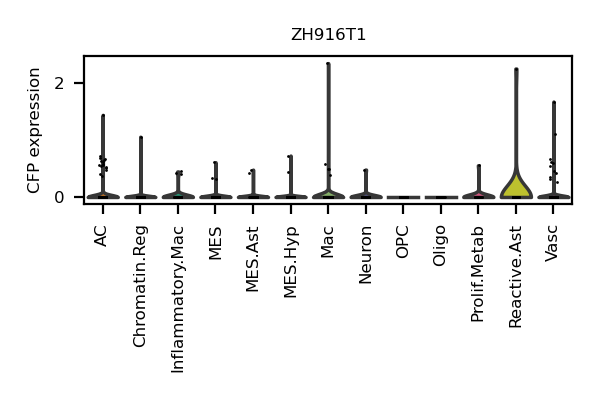 ZH916T1
CFP expression
2
0
AC
Chromatin.Reg
Inflammatory.Mac
MES
MES.Ast
MES.Hyp
Mac
Neuron
OPC
Oligo
Prolif.Metab
Reactive.Ast
Vasc